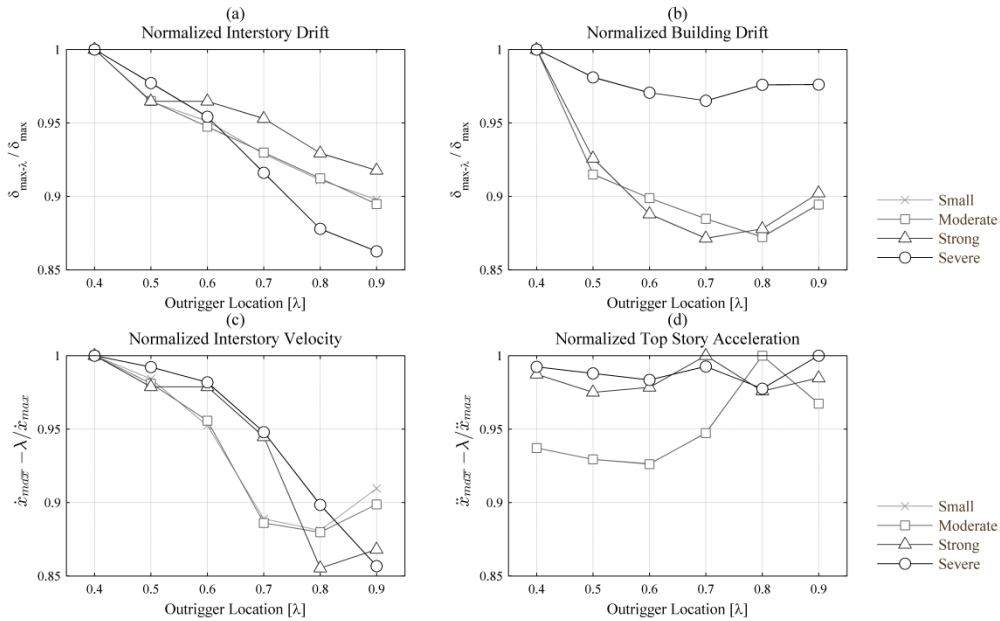 (a)
Normalized Interstory Drift
1
0.95
0.9
0.85
δmax-λ / δmax
0.4 0.5 0.6 0.7 0.8 0.9
Outrigger Location [λ]
(b)
Normalized Building Drift
1
0.95
0.9
0.85
δmax-λ / δmax
0.4 0.5 0.6 0.7 0.8 0.9
Outrigger Location [λ]
Small
Moderate
Strong
Severe
(c)
Normalized Interstory Velocity
1
0.95
0.9
0.85
ẋmax − λ/ẋmax
0.4 0.5 0.6 0.7 0.8 0.9
Outrigger Location [λ]
(d)
Normalized Top Story Acceleration
1
0.95
0.9
0.85
ẍmax − λ/ẍmax
0.4 0.5 0.6 0.7 0.8 0.9
Outrigger Location [λ]
Small
Moderate
Strong
Severe